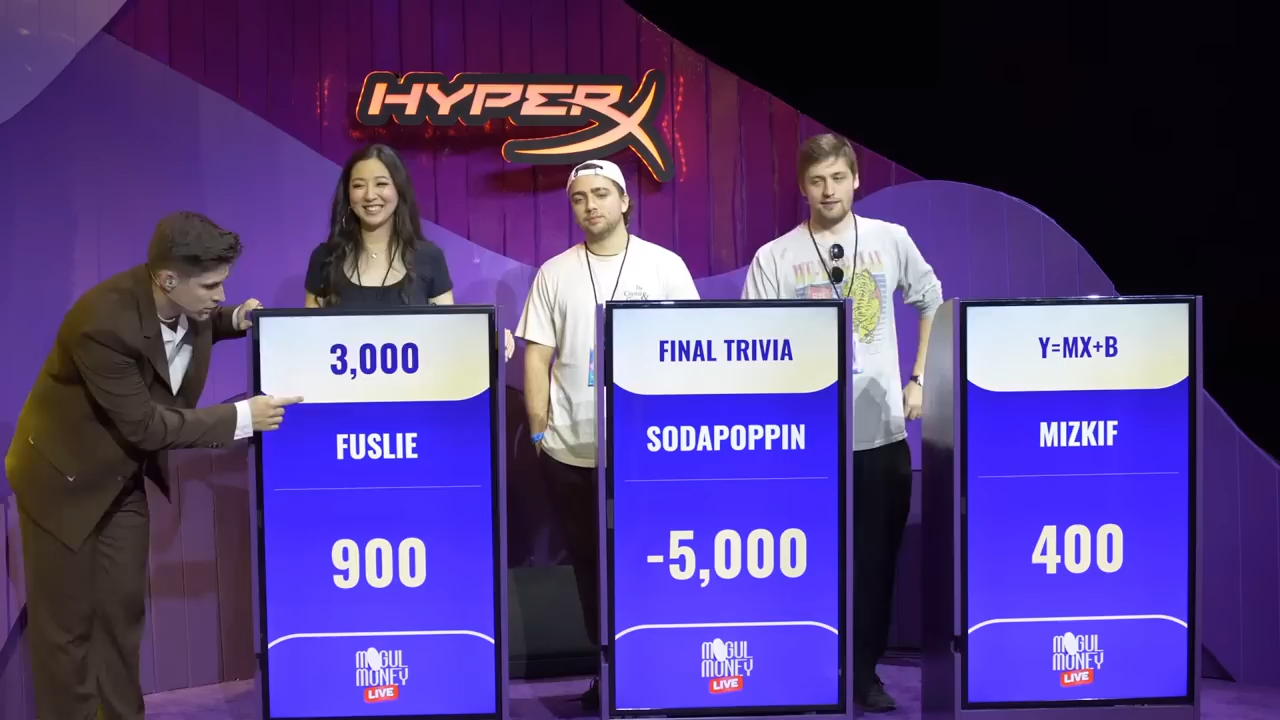 HYPERX
3,000
FUSLIE
900
MOGUL
MONEY
LIVE
FINAL TRIVIA
SODAPOPPIN
-5,000
MOGUL
MONEY
LIVE
Y=MX+B
MIZKIF
400
MOGUL
MONEY
LIVE